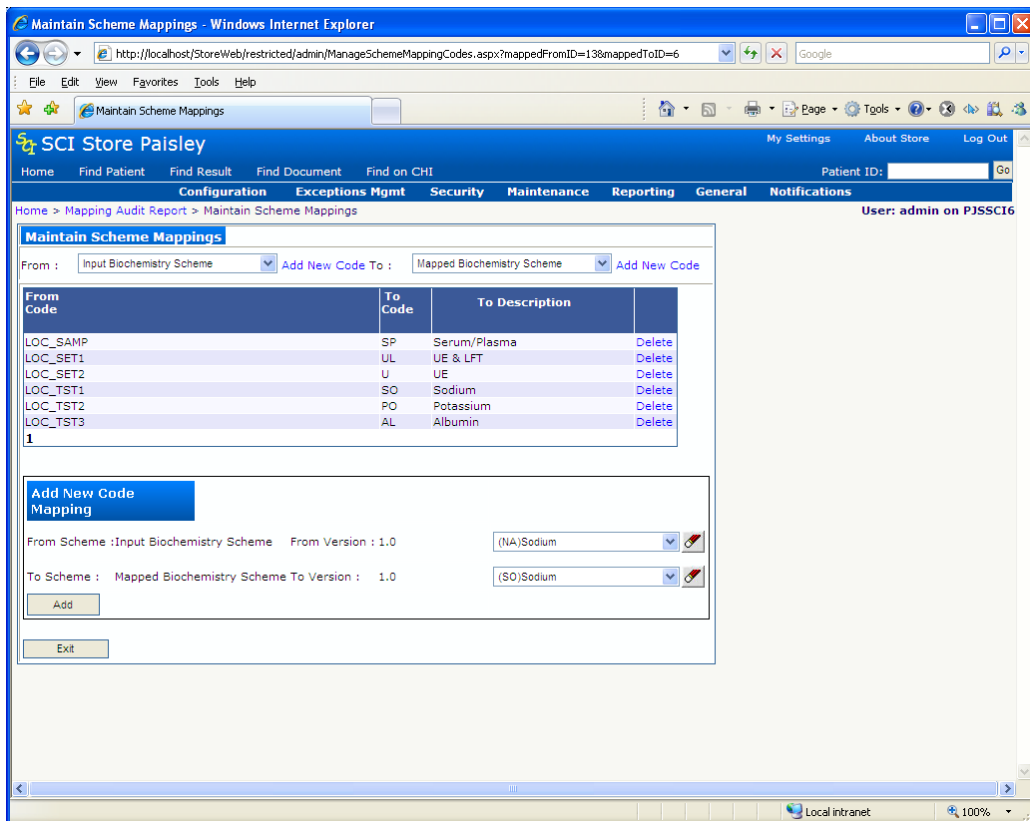 Maintain Scheme Mappings - Windows Internet Explorer
http://localhost/StoreWeb/restricted/admin/ManageSchemeMappingCodes.aspx?mappedFromID=13&mappedToID=6
Google
File Edit View Favorites Tools Help
Maintain Scheme Mappings
Page Tools
SCI Store Paisley
My Settings About Store Log Out
Home Find Patient Find Result Find Document Find on CHI Patient ID: Go
Configuration Exceptions Mgmt Security Maintenance Reporting General Notifications
Home > Mapping Audit Report > Maintain Scheme Mappings User: admin on PJSSCI6
Maintain Scheme Mappings
From : Input Biochemistry Scheme Add New Code To : Mapped Biochemistry Scheme Add New Code
From Code To Code To Description
LOC_SAMP SP Serum/Plasma Delete
LOC_SET1 UL UE & LFT Delete
LOC_SET2 U UE Delete
LOC_TST1 SO Sodium Delete
LOC_TST2 PO Potassium Delete
LOC_TST3 AL Albumin Delete
1
Add New Code
Mapping
From Scheme :Input Biochemistry Scheme From Version : 1.0 (NA)Sodium
To Scheme : Mapped Biochemistry Scheme To Version : 1.0 (SO)Sodium
Add
Exit
Local intranet 100%